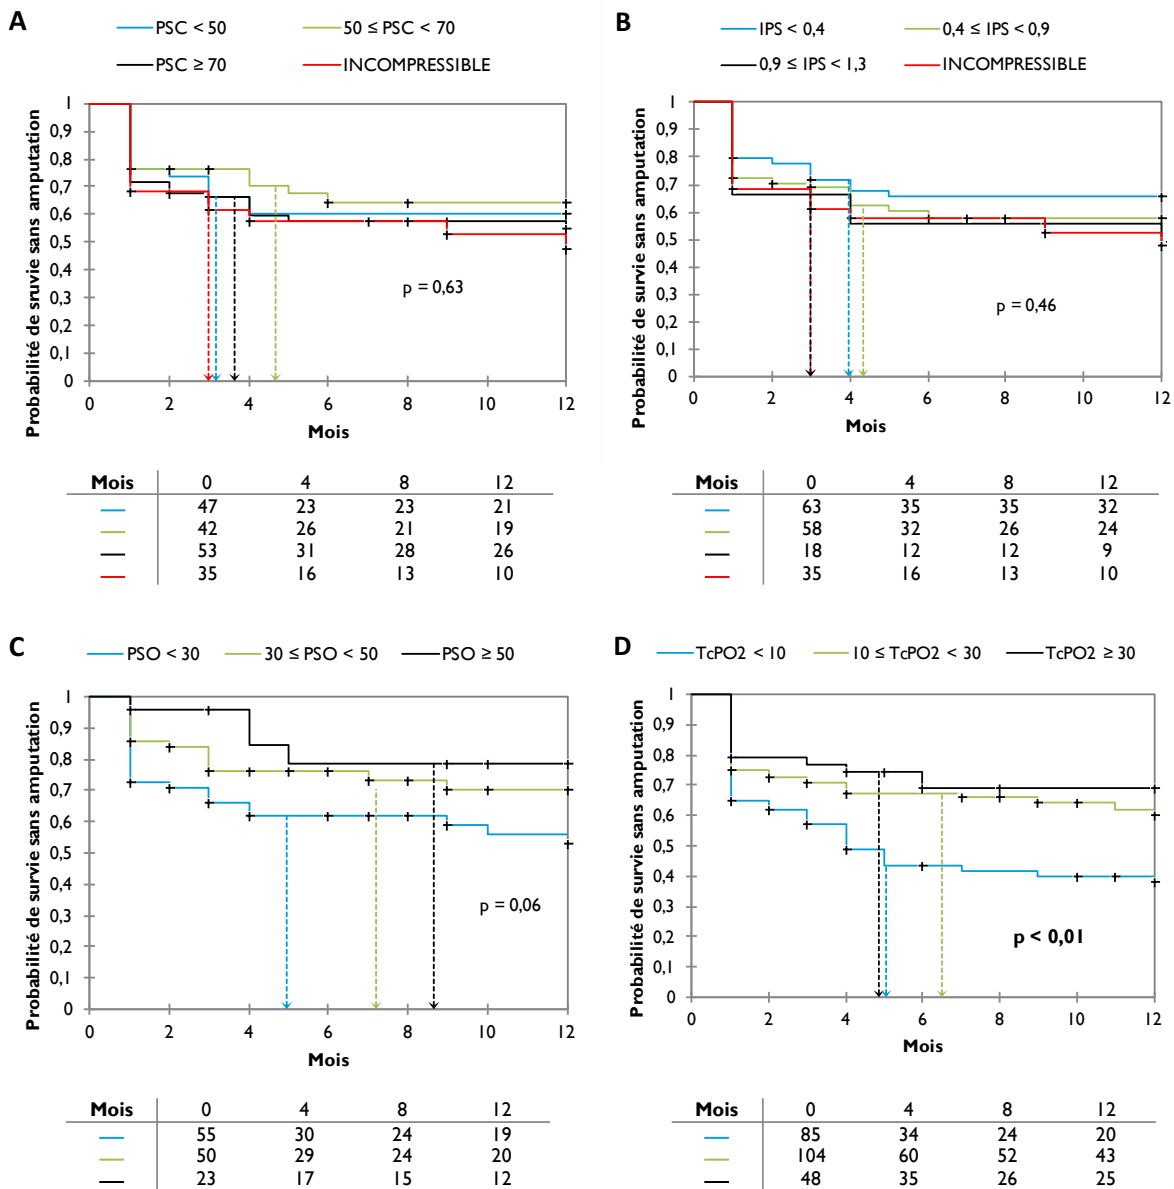 A
PSC < 50
50 ≤ PSC < 70
PSC ≥ 70
INCOMPRESSIBLE
Probabilité de sruvie sans amputation
1
0,9
0,8
0,7
0,6
0,5
0,4
0,3
0,2
0,1
0
p = 0,63
0 2 4 6 8 10 12
Mois
Mois 0 4 8 12
47 23 23 21
42 26 21 19
53 31 28 26
35 16 13 10
B
IPS < 0,4
0,4 ≤ IPS < 0,9
0,9 ≤ IPS < 1,3
INCOMPRESSIBLE
Probabilité de survie sans amputation
1
0,9
0,8
0,7
0,6
0,5
0,4
0,3
0,2
0,1
0
p = 0,46
0 2 4 6 8 10 12
Mois
Mois 0 4 8 12
63 35 35 32
58 32 26 24
18 12 12 9
35 16 13 10
C
PSO < 30
30 ≤ PSO < 50
PSO ≥ 50
Probabilité de survie sans amputation
1
0,9
0,8
0,7
0,6
0,5
0,4
0,3
0,2
0,1
0
p = 0,06
0 2 4 6 8 10 12
Mois
Mois 0 4 8 12
55 30 24 19
50 29 24 20
23 17 15 12
D
TcPO2 < 10
10 ≤ TcPO2 < 30
TcPO2 ≥ 30
Probabilité de survie sans amputation
1
0,9
0,8
0,7
0,6
0,5
0,4
0,3
0,2
0,1
0
p < 0,01
0 2 4 6 8 10 12
Mois
Mois 0 4 8 12
85 34 24 20
104 60 52 43
48 35 26 25